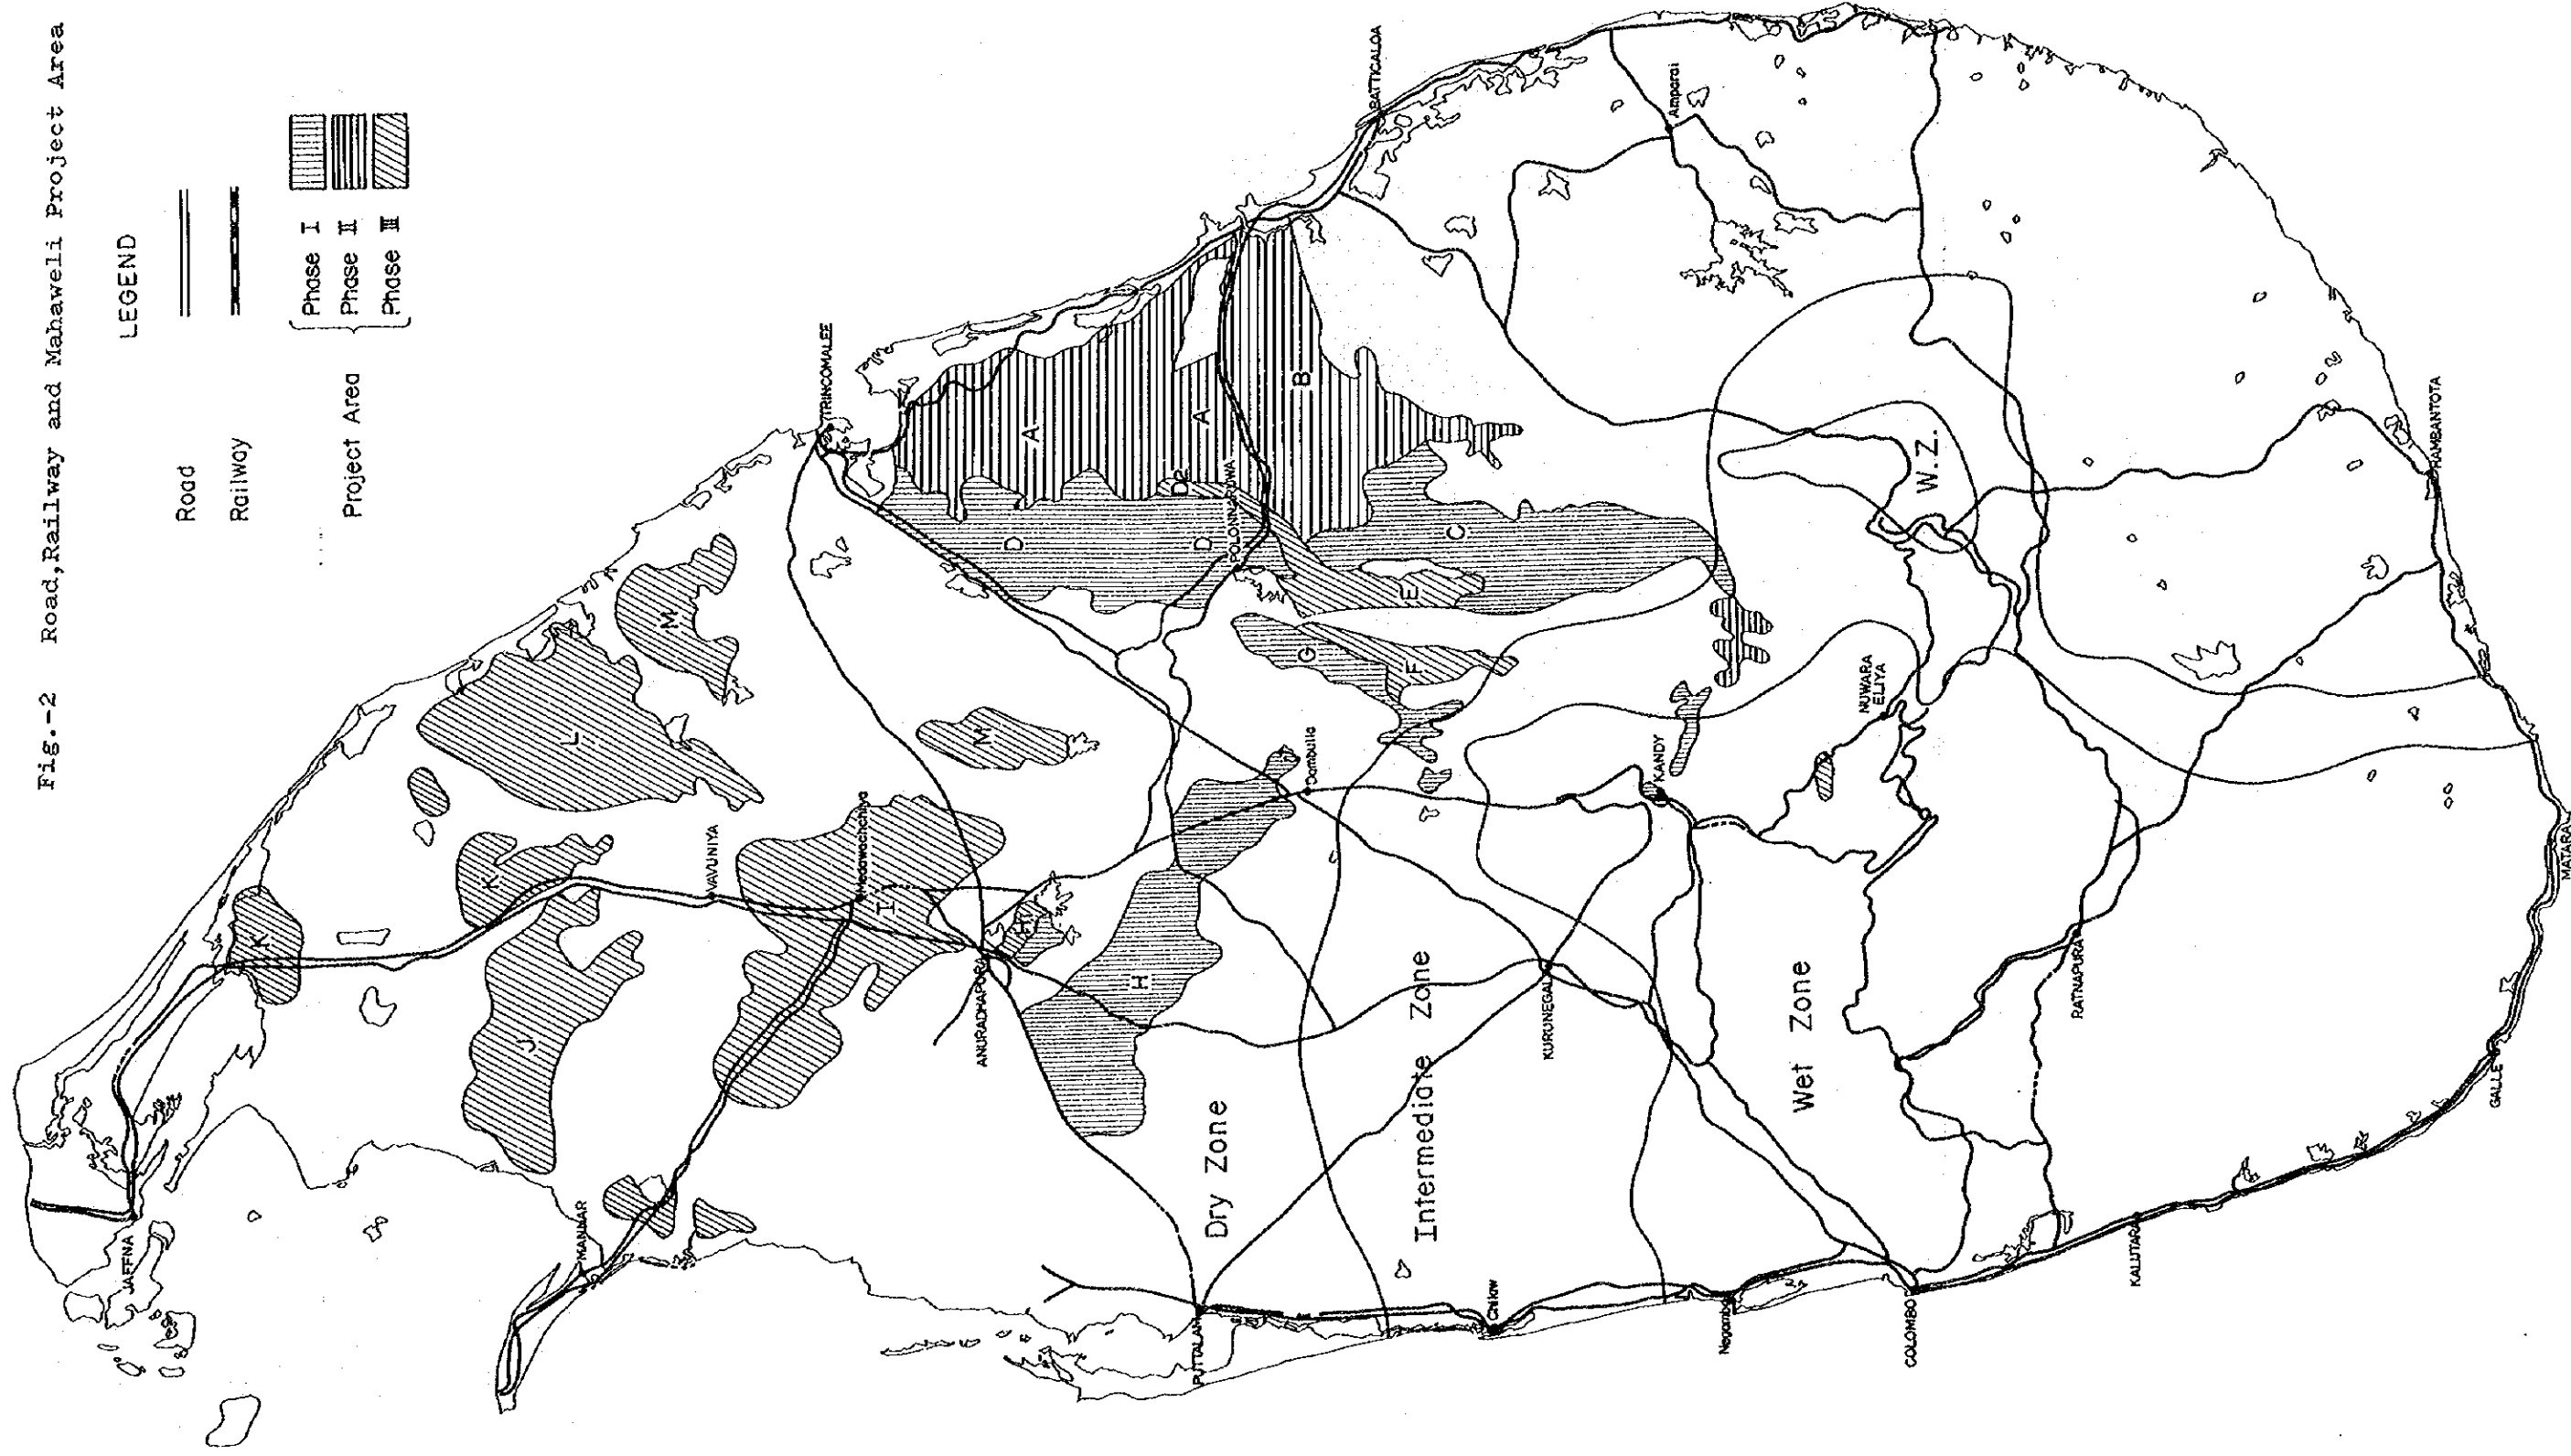 Fig.-2 Road,Railway and Mahaweli Project Area
LEGEND
Road
Railway
Project Area
Phase I
Phase II
Phase III
JAFFNA
MANNAR
VAVUNIYA
Medawachchiya
TRINCOMALEE
ANURADHAPURA
POLONNARUWA
Dambulla
PUTTALAM
BATTICALOA
Amparai
KURUNEGALA
KANDY
NUWARA
ELIYA
Chilaw
Negombo
COLOMBO
KALUTARA
RATNAPURA
GALLE
MATARA
HAMBANTOTA
Dry Zone
Intermediate Zone
Wet Zone
W.Z.
K
K
J
L
M
M
I
H
H
A
A
B
C
D
D
D2
E
F
G